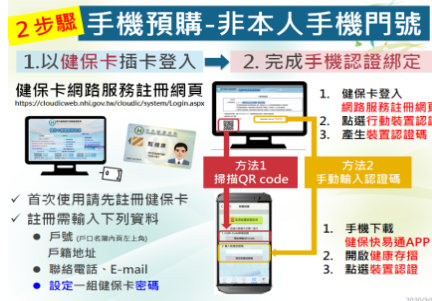 2步驟 手機預購-非本人手機門號
1.以健保卡插卡登入
2. 完成手機認證綁定
健保卡網路服務註冊網頁
https://cloudicweb.nhi.gov.tw/cloudic/system/Login.aspx
1. 健保卡登入
網路服務註冊網頁
2. 點選行動裝置認證
3. 產生裝置認證碼
方法1
掃描QR code
方法2
手動輸入認證碼
✓ 首次使用請先註冊健保卡
✓ 註冊需輸入下列資料
● 戶號 (戶口名簿內頁左上角)
戶籍地址
● 聯絡電話、E-mail
● 設定一組健保卡密碼
1. 手機下載
健保快易通APP
2. 開啟健康存摺
3. 點選裝置認證